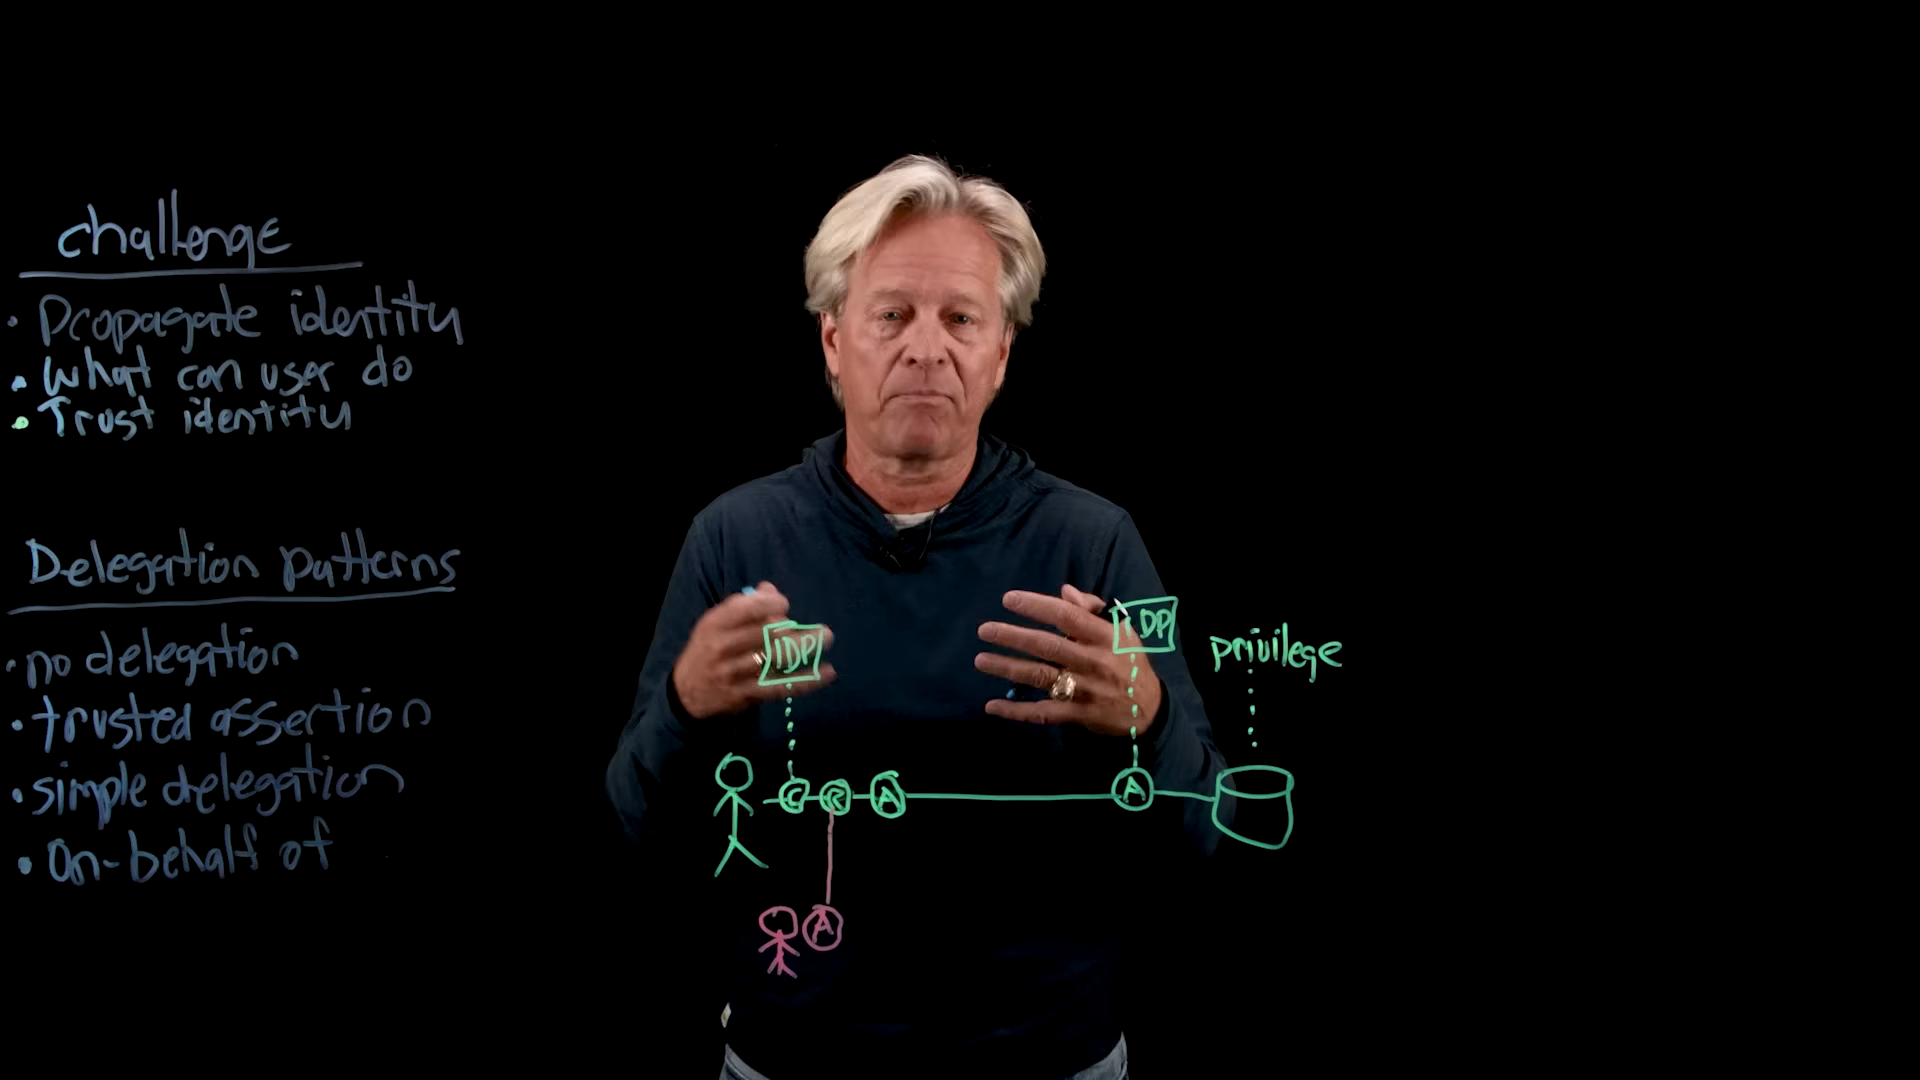 challenge
• Propagate identity
• What can user do
• Trust identity
Delegation patterns
• no delegation
• trusted assertion
• simple delegation
• On-behalf of
IDP
IDP
privilege
C R A A
A